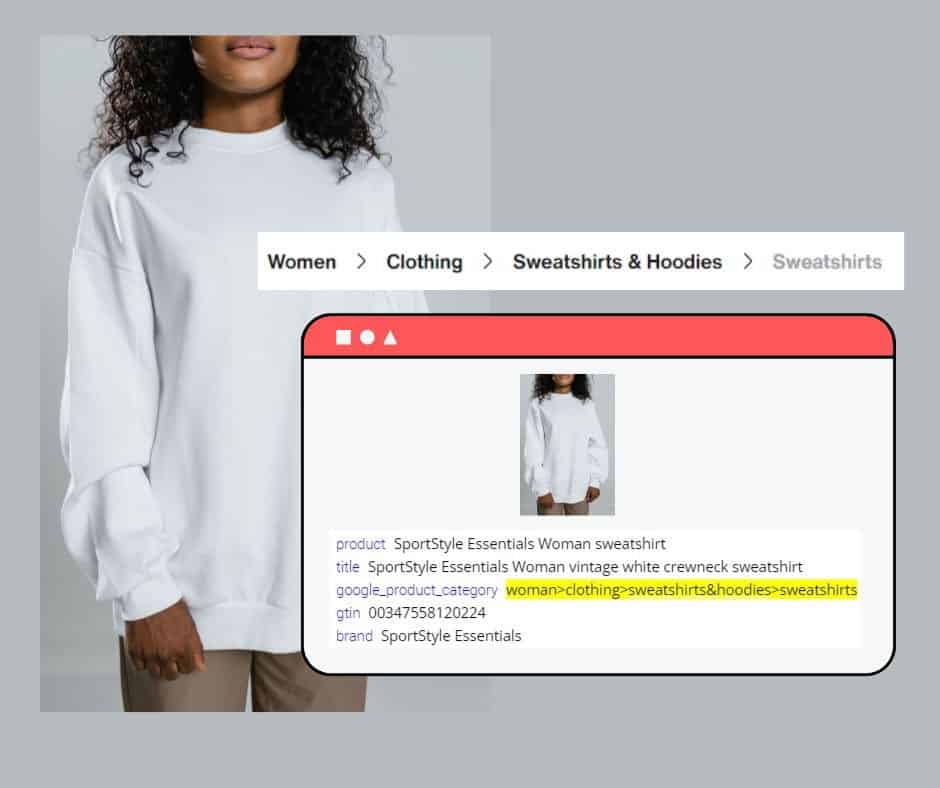 Women > Clothing > Sweatshirts & Hoodies > Sweatshirts
product SportStyle Essentials Woman sweatshirt
title SportStyle Essentials Woman vintage white crewneck sweatshirt
google_product_category woman>clothing>sweatshirts&hoodies>sweatshirts
gtin 00347558120224
brand SportStyle Essentials